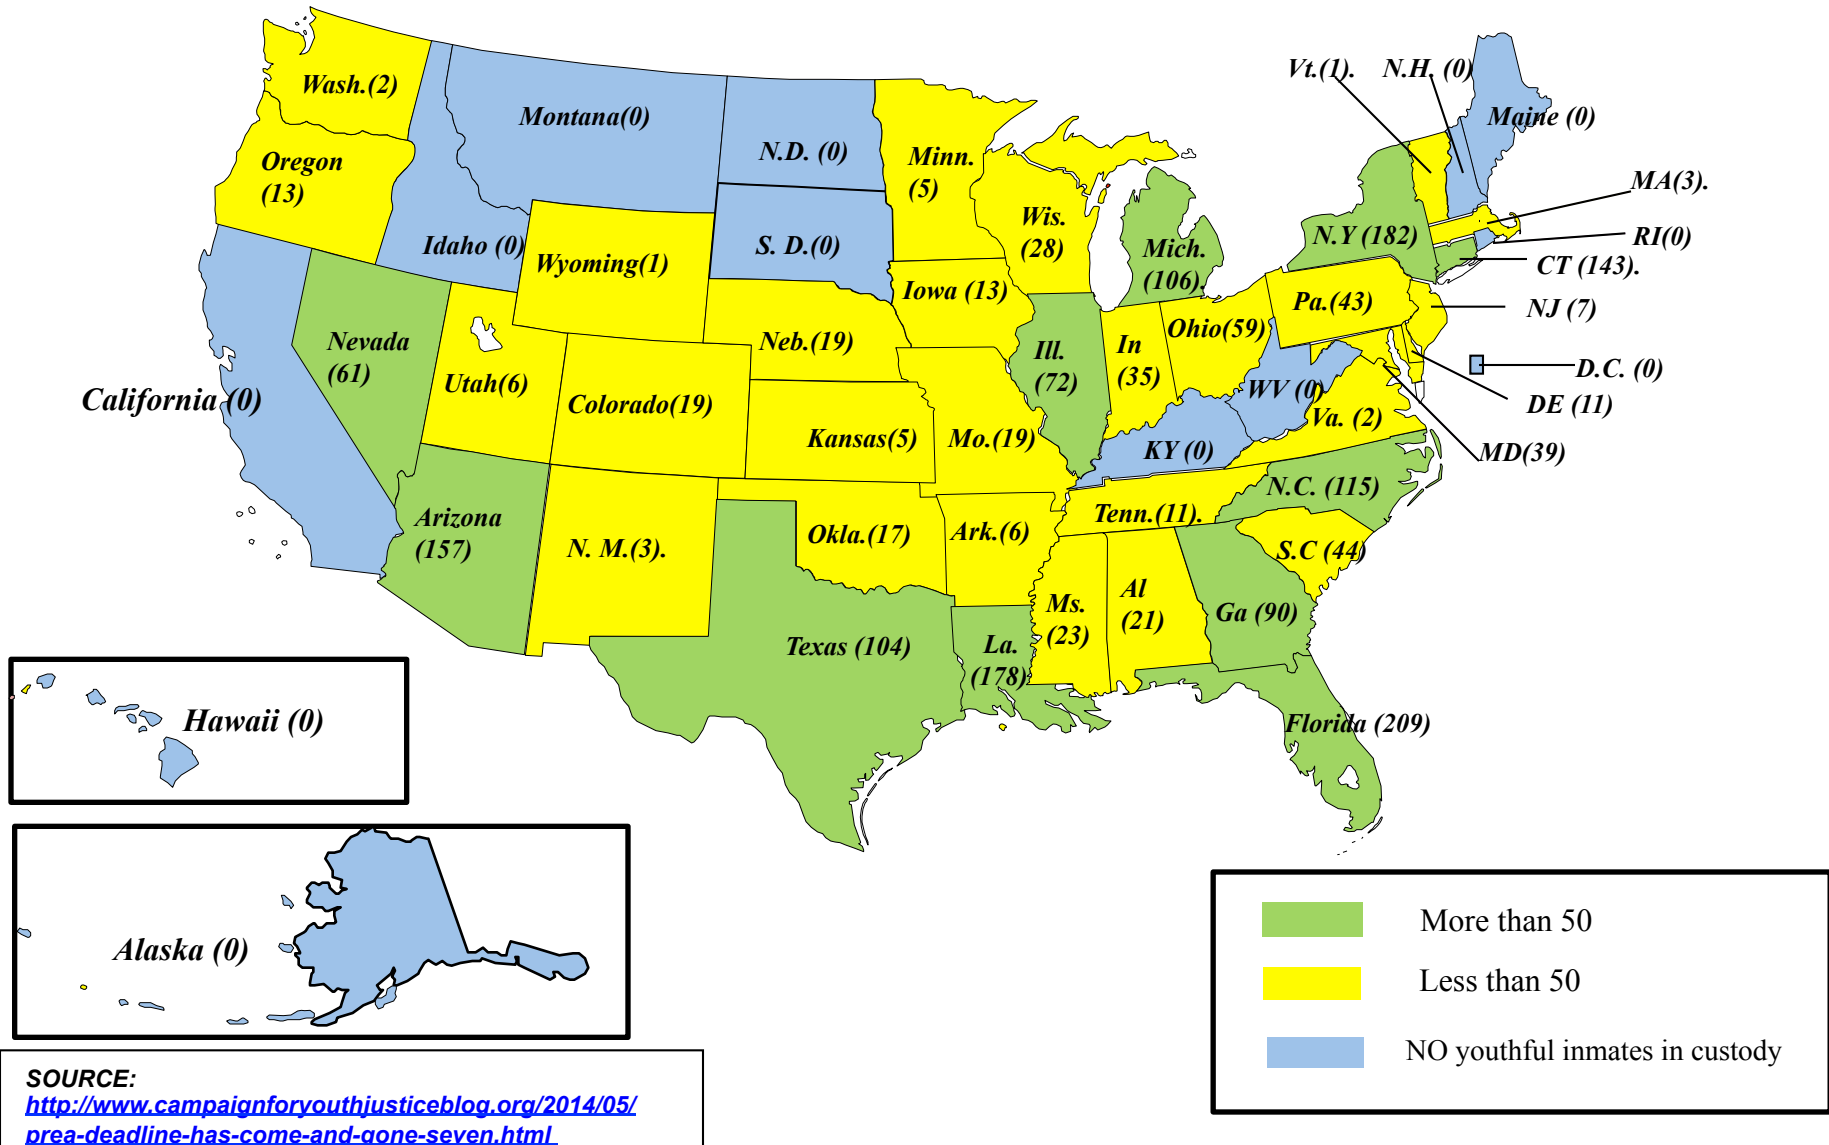 Wash.(2)
Oregon
(13)
California (0)
Nevada
(61)
Idaho (0)
Montana(0)
Wyoming(1)
Utah(6)
Arizona
(157)
Colorado(19)
N. M.(3).
N.D. (0)
S. D.(0)
Neb.(19)
Kansas(5)
Okla.(17)
Texas (104)
Minn.
(5)
Iowa (13)
Mo.(19)
Ark.(6)
La.
(178)
Wis.
(28)
Ill.
(72)
Mich.
(106).
In
(35)
Ohio(59)
KY (0)
Tenn.(11).
Ms.
(23)
Al
(21)
Ga (90)
Florida (209)
S.C (44)
N.C. (115)
Va. (2)
WV (0)
Pa.(43)
N.Y (182)
Vt.(1).
N.H. (0)
Maine (0)
MA(3).
RI(0)
CT (143).
NJ (7)
D.C. (0)
DE (11)
MD(39)
Hawaii (0)
Alaska (0)
More than 50
Less than 50
NO youthful inmates in custody
SOURCE:
http://www.campaignforyouthjusticeblog.org/2014/05/
prea-deadline-has-come-and-gone-seven.html